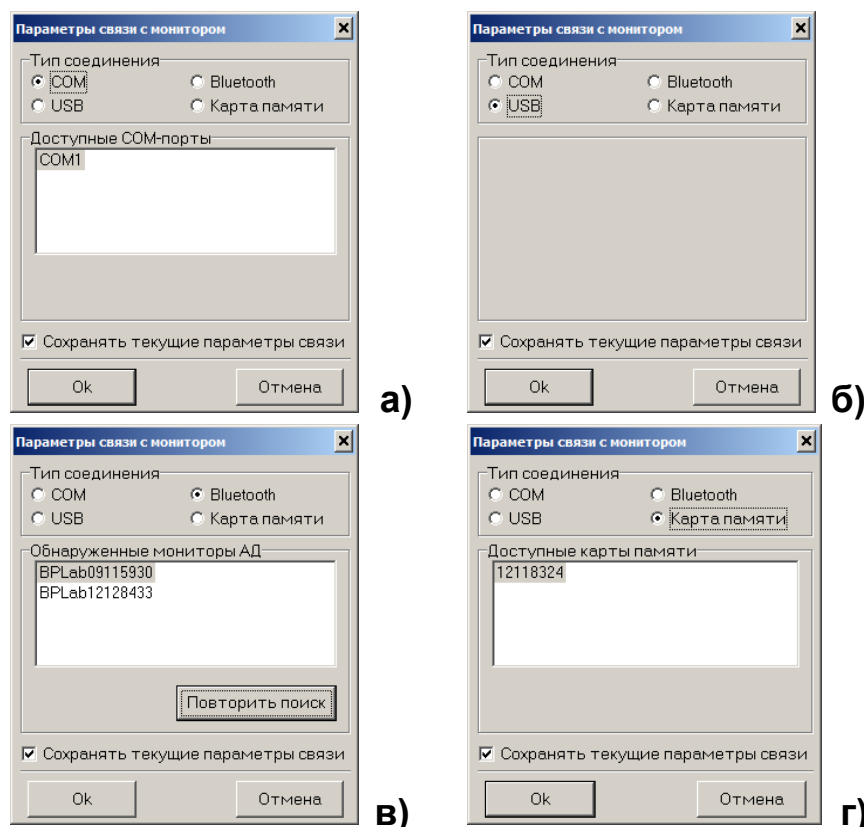 Параметры связи с монитором
Тип соединения
COM
Bluetooth
USB
Карта памяти
Доступные COM-порты
COM1
Сохранять текущие параметры связи
Ok
Отмена
а)
Параметры связи с монитором
Тип соединения
COM
Bluetooth
USB
Карта памяти
Сохранять текущие параметры связи
Ok
Отмена
б)
Параметры связи с монитором
Тип соединения
COM
Bluetooth
USB
Карта памяти
Обнаруженные мониторы АД
BPLab09115930
BPLab12128433
Повторить поиск
Сохранять текущие параметры связи
Ok
Отмена
в)
Параметры связи с монитором
Тип соединения
COM
Bluetooth
USB
Карта памяти
Доступные карты памяти
12118324
Сохранять текущие параметры связи
Ok
Отмена
г)